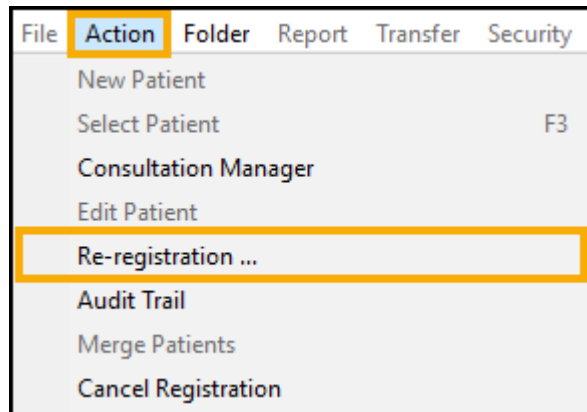 File Action Folder Report Transfer Security
New Patient
Select Patient F3
Consultation Manager
Edit Patient
Re-registration ...
Audit Trail
Merge Patients
Cancel Registration